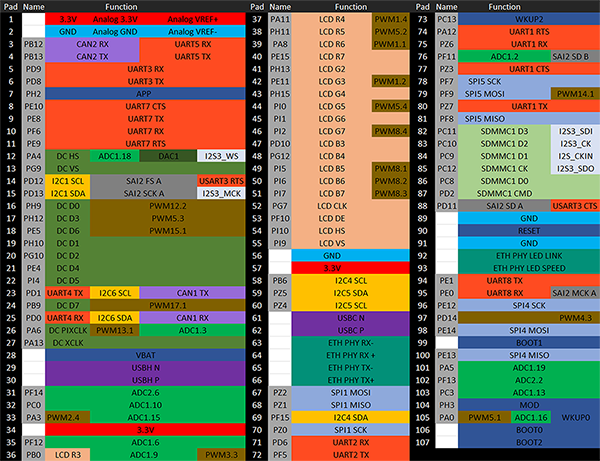 Pad Name Function
1 3.3V Analog 3.3V Analog VREF+
2 GND Analog GND Analog VREF-
3 PB12 CAN2 RX UART5 RX
4 PB13 CAN2 TX UART5 TX
5 PD9 UART3 RX
6 PD8 UART3 TX
7 PH2 APP
8 PE10 UART7 CTS
9 PE8 UART7 TX
10 PF6 UART7 RX
11 PE9 UART7 RTS
12 PA4 DC HS ADC1.18 DAC1 I2S3_WS
13 PG9 DC VS
14 PD12 I2C1 SCL SAI2 FS A USART3 RTS
15 PD13 I2C1 SDA SAI2 SCK A I2S3_MCK
16 PH9 DC D0 PWM12.2
17 PH12 DC D3 PWM5.3
18 PE5 DC D6 PWM15.1
19 PH10 DC D1
20 PG10 DC D2
21 PE4 DC D4
22 PI4 DC D5
23 PD1 UART4 TX I2C6 SCL CAN1 TX
24 PB9 DC D7 PWM17.1
25 PD0 UART4 RX I2C6 SDA CAN1 RX
26 PA6 DC PIXCLK PWM13.1 ADC1.3
27 PA13 DC XCLK
28 VBAT
29 USBH N
30 USBH P
31 PF14 ADC2.6
32 PC0 ADC1.10
33 PA3 PWM2.4 ADC1.15
34 3.3V
35 PF12 ADC1.6
36 PB0 LCD R3 ADC1.9 PWM3.3
Pad Name Function
37 PA11 LCD R4 PWM1.4
38 PH11 LCD R5 PWM5.2
39 PA8 LCD R6 PWM1.1
40 PE15 LCD R7
41 PH13 LCD G2
42 PE11 LCD G3 PWM1.2
43 PH15 LCD G4
44 PI0 LCD G5 PWM5.4
45 PI1 LCD G6
46 PI2 LCD G7 PWM8.4
47 PD10 LCD B3
48 PG12 LCD B4
49 PI5 LCD B5 PWM8.1
50 PI6 LCD B6 PWM8.2
51 PI7 LCD B7 PWM8.3
52 PG7 LCD CLK
53 PF10 LCD DE
54 PI10 LCD HS
55 PI9 LCD VS
56 GND
57 3.3V
58 PB6 I2C4 SCL
59 PZ5 I2C5 SDA
60 PZ4 I2C5 SCL
61 USBC N
62 USBC P
63 ETH PHY RX -
64 ETH PHY RX +
65 ETH PHY TX-
66 ETH PHY TX+
67 PZ2 SPI1 MOSI
68 PZ1 SPI1 MISO
69 PF15 I2C4 SDA
70 PZ0 SPI1 SCK
71 PD6 UART2 RX
72 PF5 UART2 TX
Pad Name Function
73 PC13 WKUP2
74 PA12 UART1 RTS
75 PZ6 UART1 RX
76 PF11 ADC1.2 SAI2 SD B
77 PZ3 UART1 CTS
78 PF7 SPI5 SCK
79 PF9 SPI5 MOSI PWM14.1
80 PZ7 UART1 TX
81 PF8 SPI5 MISO
82 PC11 SDMMC1 D3 I2S3_SDI
83 PC10 SDMMC1 D2 I2S3_CK
84 PC9 SDMMC1 D1 I2S_CKIN
85 PC12 SDMMC1 CK I2S3_SDO
86 PC8 SDMMC1 D0
87 PD2 SDMMC1 CMD
88 PD11 SAI2 SD A USART3 CTS
89 GND
90 RESET
91 GND
92 ETH PHY LED LINK
93 ETH PHY LED SPEED
94 PE1 UART8 TX
95 PE0 UART8 RX SAI2 MCK A
96 PE12 SPI4 SCK
97 PD14 PWM4.3
98 PE14 SPI4 MOSI
99 BOOT1
100 PE13 SPI4 MISO
101 PA5 ADC1.19
102 PF13 ADC2.2
103 PC3 ADC1.13
104 PH3 MOD
105 PA0 PWM5.1 ADC1.16 WKUP0
106 BOOT0
107 BOOT2